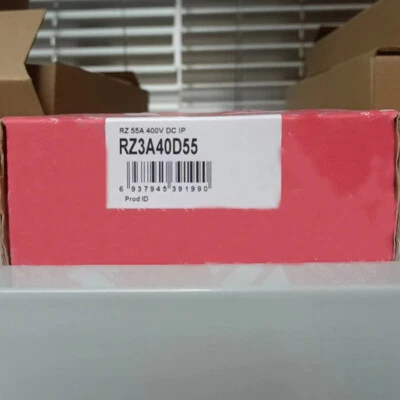 RZ 55A 400V DC IP
RZ3A40D55
6 937945 391990
Prod ID